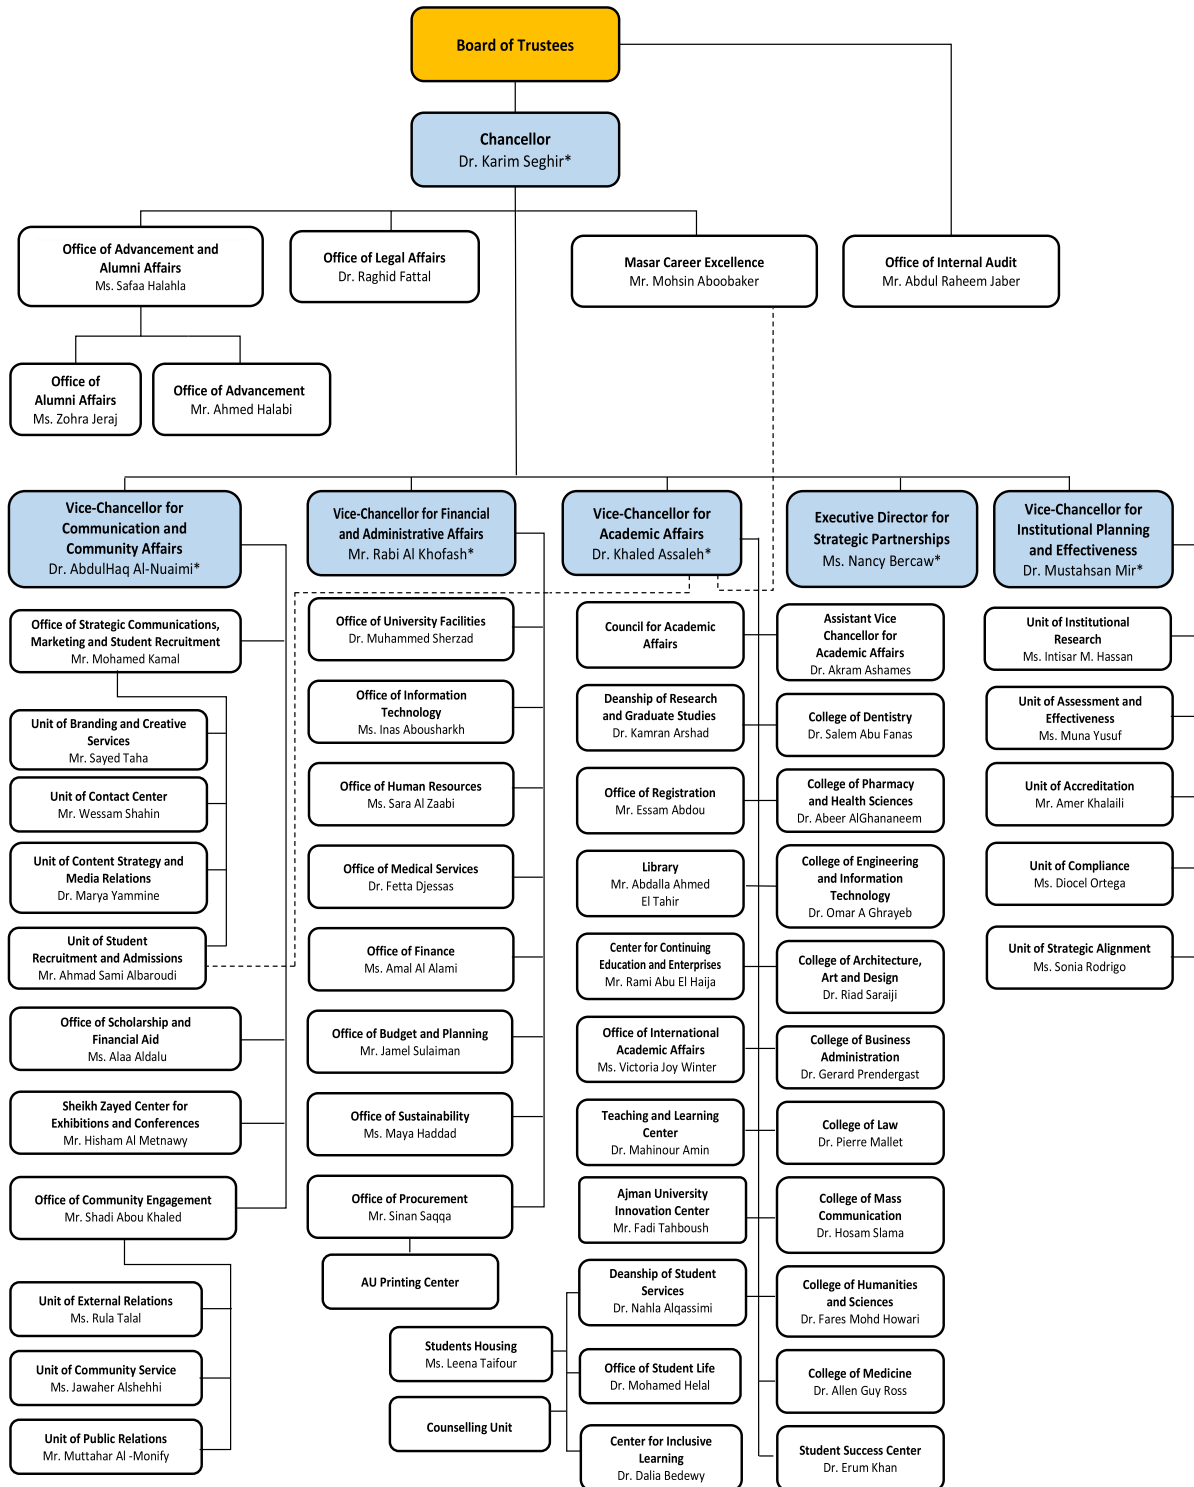 Board of Trustees
Chancellor
Dr. Karim Seghir*
Office of Advancement and
Alumni Affairs
Ms. Safaa Halahla
Office of Legal Affairs
Dr. Raghid Fattal
Masar Career Excellence
Mr. Mohsin Aboobaker
Office of Internal Audit
Mr. Abdul Raheem Jaber
Office of
Alumni Affairs
Ms. Zohra Jeraj
Office of Advancement
Mr. Ahmed Halabi
Vice-Chancellor for
Communication and
Community Affairs
Dr. AbdulHaq Al-Nuaimi*
Vice-Chancellor for Financial
and Administrative Affairs
Mr. Rabi Al Khofash*
Vice-Chancellor for
Academic Affairs
Dr. Khaled Assaleh*
Executive Director for
Strategic Partnerships
Ms. Nancy Bercaw*
Vice-Chancellor for
Institutional Planning
and Effectiveness
Dr. Mustahsan Mir*
Office of Strategic Communications,
Marketing and Student Recruitment
Mr. Mohamed Kamal
Unit of Branding and Creative
Services
Mr. Sayed Taha
Unit of Contact Center
Mr. Wessam Shahin
Unit of Content Strategy and
Media Relations
Dr. Marya Yammine
Unit of Student
Recruitment and Admissions
Mr. Ahmad Sami Albaroudi
Office of Scholarship and
Financial Aid
Ms. Alaa Aldalu
Sheikh Zayed Center for
Exhibitions and Conferences
Mr. Hisham Al Metnawy
Office of Community Engagement
Mr. Shadi Abou Khaled
Unit of External Relations
Ms. Rula Talal
Unit of Community Service
Ms. Jawaher Alshehhi
Unit of Public Relations
Mr. Muttahar Al -Monify
Office of University Facilities
Dr. Muhammed Sherzad
Office of Information
Technology
Ms. Inas Abousharkh
Office of Human Resources
Ms. Sara Al Zaabi
Office of Medical Services
Dr. Fetta Djessas
Office of Finance
Ms. Amal Al Alami
Office of Budget and Planning
Mr. Jamel Sulaiman
Office of Sustainability
Ms. Maya Haddad
Office of Procurement
Mr. Sinan Saqqa
AU Printing Center
Council for Academic
Affairs
Deanship of Research
and Graduate Studies
Dr. Kamran Arshad
Office of Registration
Mr. Essam Abdou
Library
Mr. Abdalla Ahmed
El Tahir
Center for Continuing
Education and Enterprises
Mr. Rami Abu El Haija
Office of International
Academic Affairs
Ms. Victoria Joy Winter
Teaching and Learning
Center
Dr. Mahinour Amin
Ajman University
Innovation Center
Mr. Fadi Tahboush
Deanship of Student
Services
Dr. Nahla Alqassimi
Students Housing
Ms. Leena Taifour
Counselling Unit
Office of Student Life
Dr. Mohamed Helal
Center for Inclusive
Learning
Dr. Dalia Bedewy
Assistant Vice
Chancellor for
Academic Affairs
Dr. Akram Ashames
College of Dentistry
Dr. Salem Abu Fanas
College of Pharmacy
and Health Sciences
Dr. Abeer AlGhananeem
College of Engineering
and Information
Technology
Dr. Omar A Ghrayeb
College of Architecture,
Art and Design
Dr. Riad Saraiji
College of Business
Administration
Dr. Gerard Prendergast
College of Law
Dr. Pierre Mallet
College of Mass
Communication
Dr. Hosam Slama
College of Humanities
and Sciences
Dr. Fares Mohd Howari
College of Medicine
Dr. Allen Guy Ross
Student Success Center
Dr. Erum Khan
Unit of Institutional
Research
Ms. Intisar M. Hassan
Unit of Assessment and
Effectiveness
Ms. Muna Yusuf
Unit of Accreditation
Mr. Amer Khalaili
Unit of Compliance
Ms. Diocel Ortega
Unit of Strategic Alignment
Ms. Sonia Rodrigo